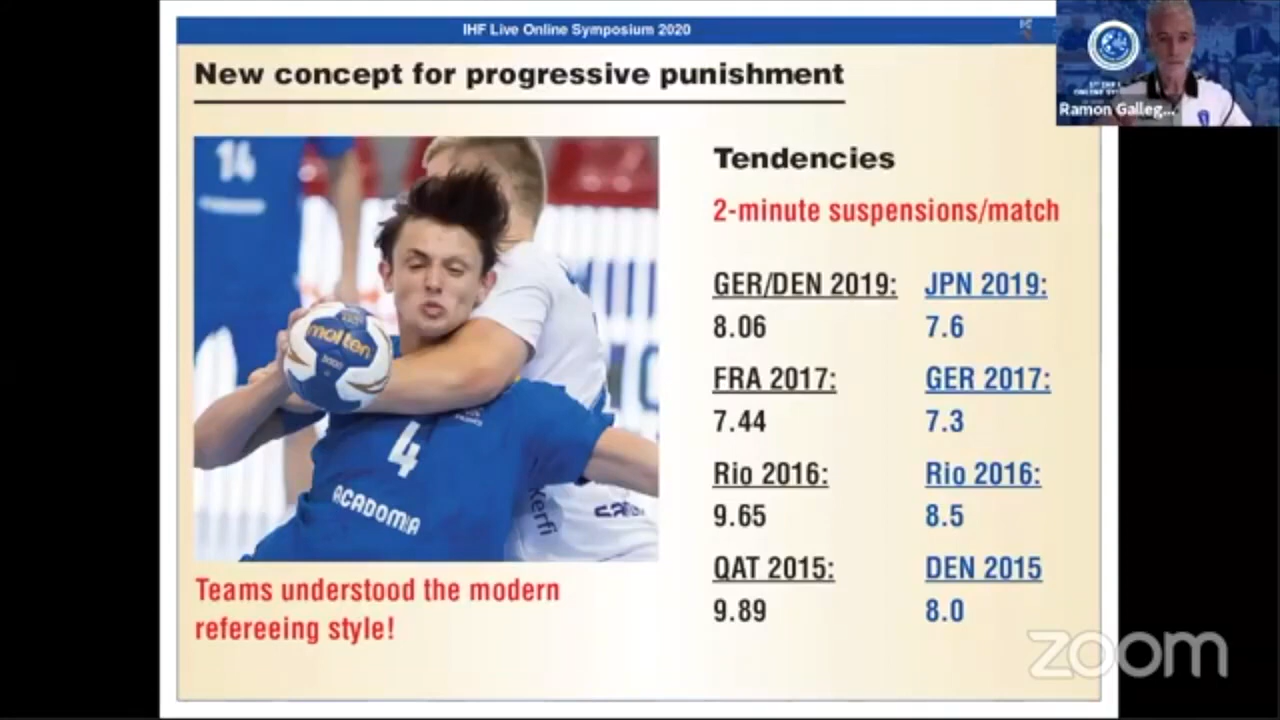 IHF Live Online Symposium 2020
New concept for progressive punishment
Ramon Galleg...
14
molten
4
ACADOMIA
Kerfi
Tendencies
2-minute suspensions/match
GER/DEN 2019: JPN 2019:
8.06 7.6
FRA 2017: GER 2017:
7.44 7.3
Rio 2016: Rio 2016:
9.65 8.5
QAT 2015: DEN 2015
9.89 8.0
Teams understood the modern
refereeing style!
zoom